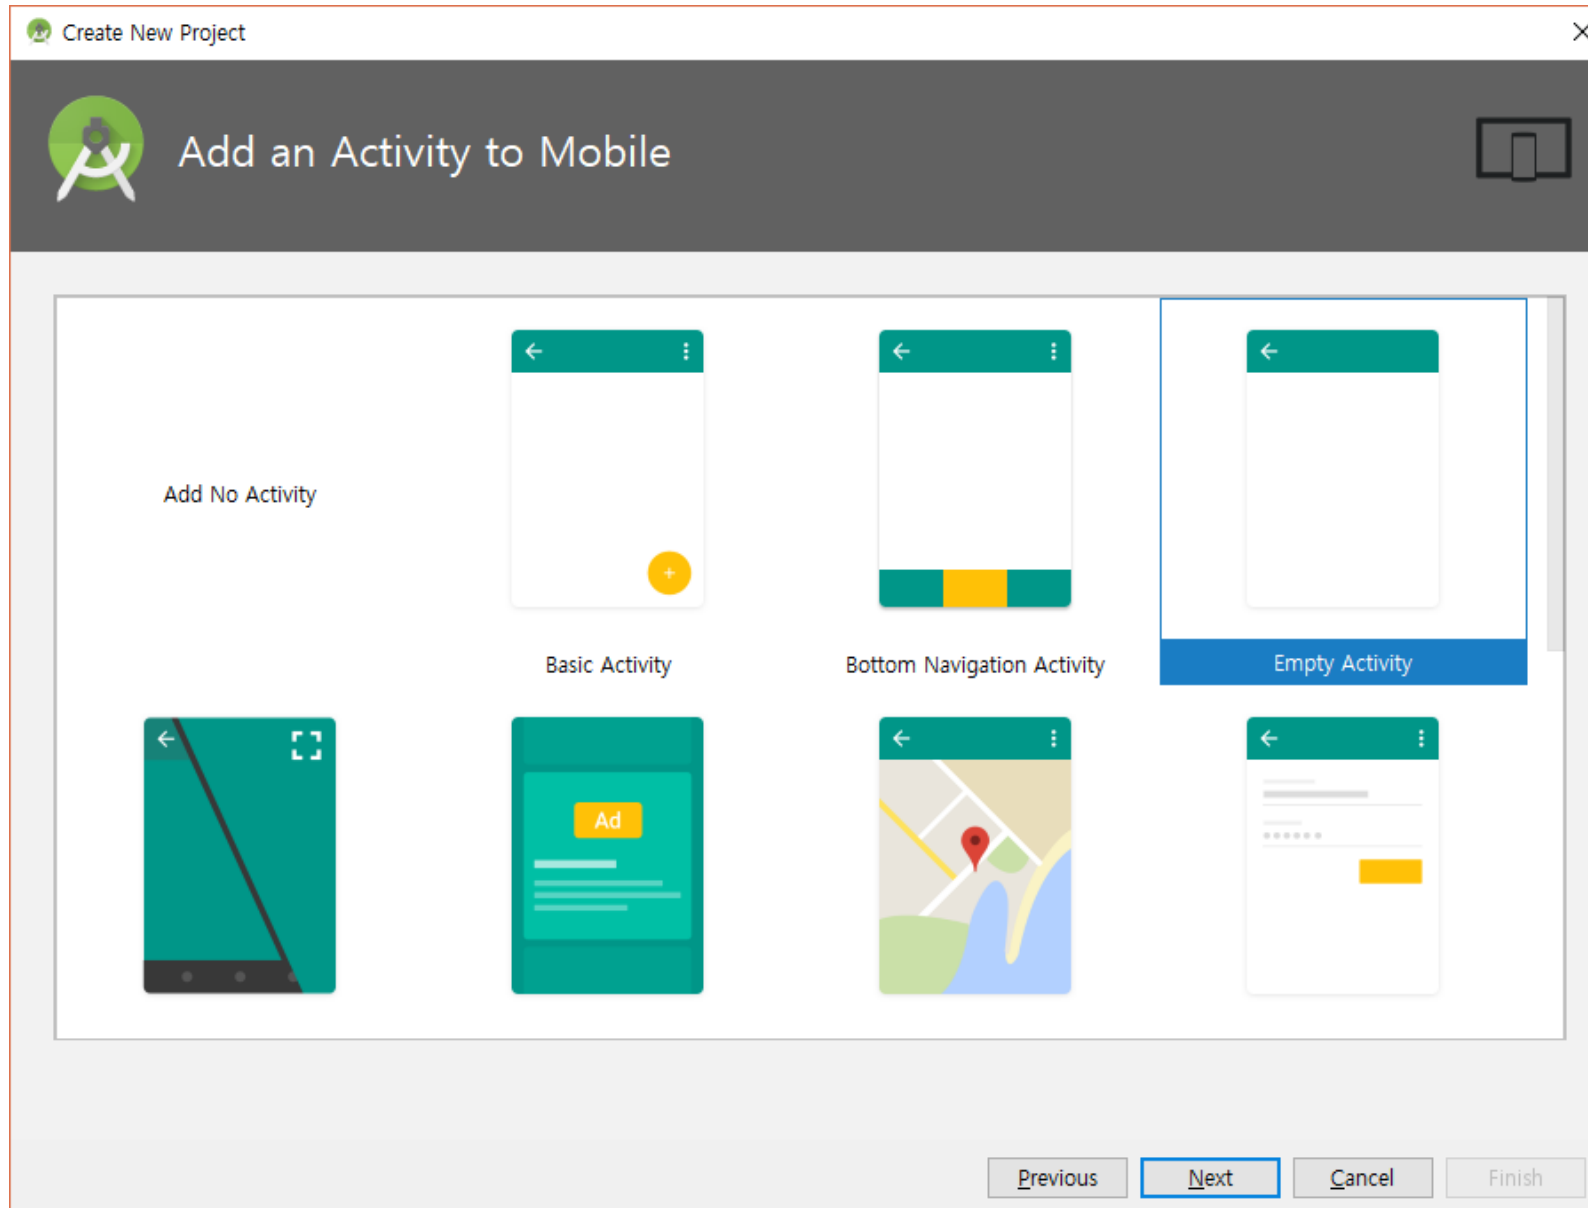 Create New Project
Add an Activity to Mobile
Add No Activity
Basic Activity
Bottom Navigation Activity
Empty Activity
Ad
Previous
Next
Cancel
Finish